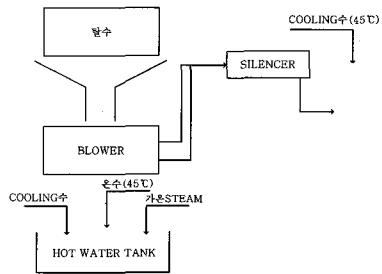 COOLING수(45℃)
탈수
SILENCER
BLOWER
온수(45℃)
COOLING수
가온STEAM
HOT WATER TANK